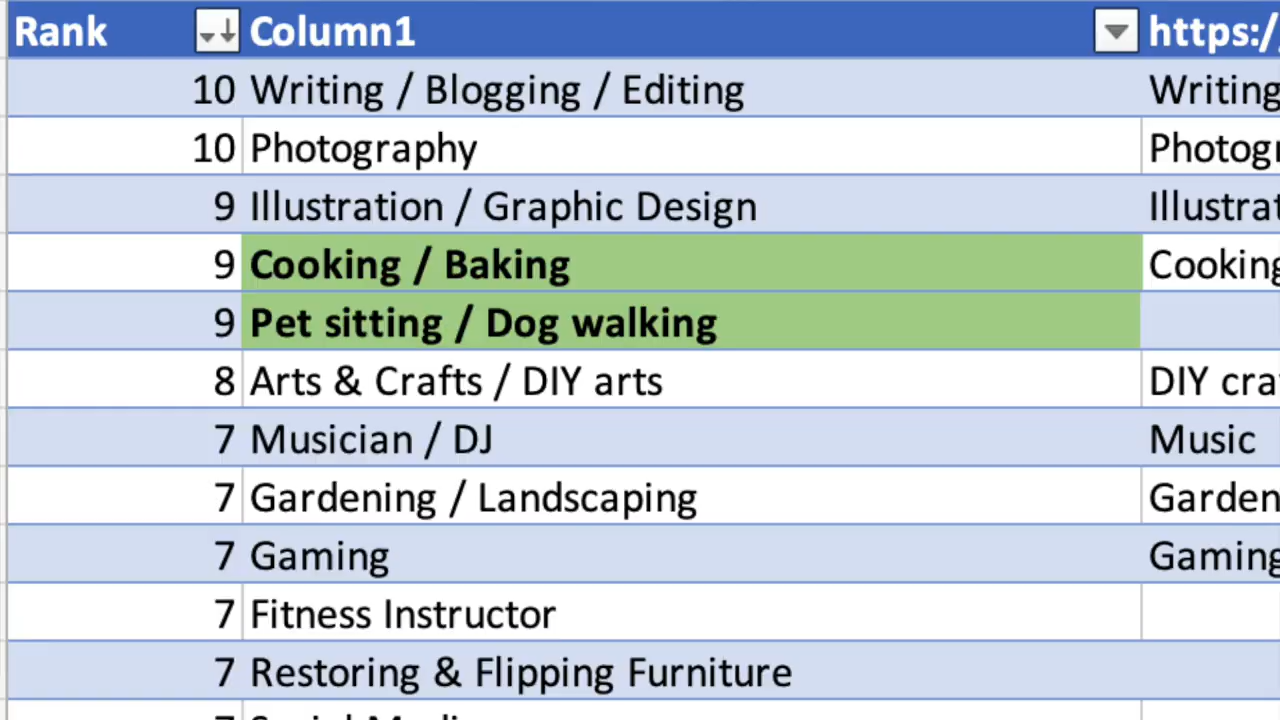 Rank Column1 https:/
10 Writing / Blogging / Editing Writing
10 Photography Photogr
9 Illustration / Graphic Design Illustrat
9 Cooking / Baking Cooking
9 Pet sitting / Dog walking
8 Arts & Crafts / DIY arts DIY cra
7 Musician / DJ Music
7 Gardening / Landscaping Garden
7 Gaming Gaming
7 Fitness Instructor
7 Restoring & Flipping Furniture